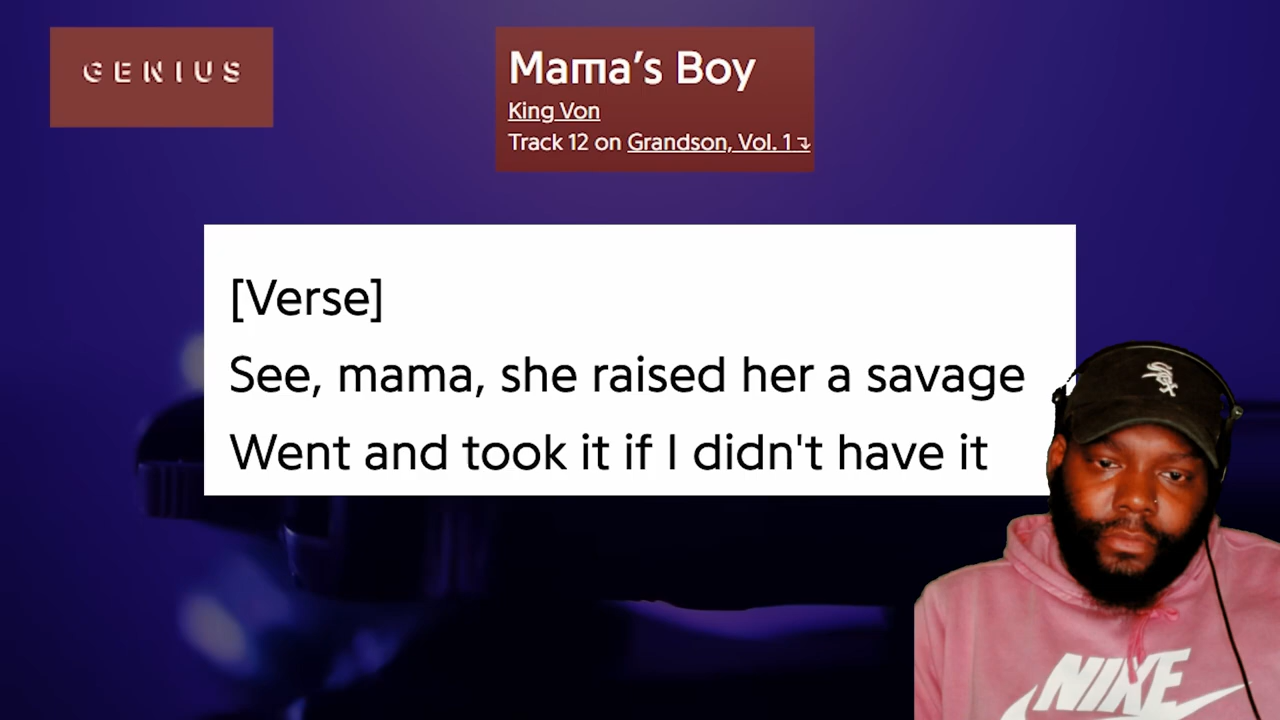 GENIUS
Mama's Boy
King Von
Track 12 on Grandson, Vol. 1
[Verse]
See, mama, she raised her a savage
Went and took it if I didn't have it
Sox
NIKE